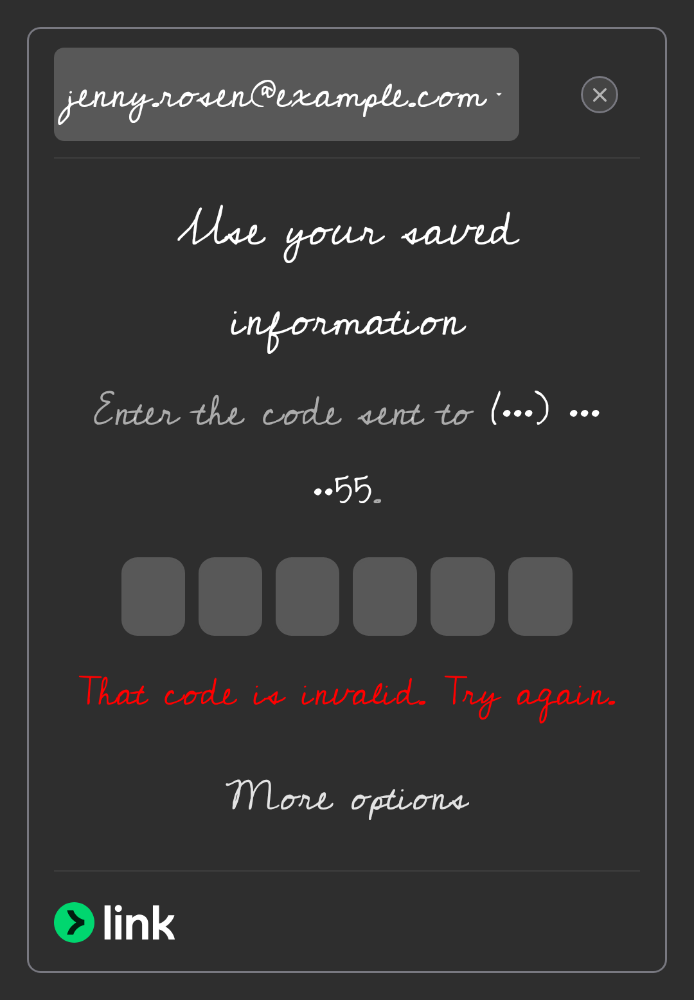 jenny.rosen@example.com
Use your saved
information
Enter the code sent to (•••) •••
••55.
That code is invalid. Try again.
More options
link